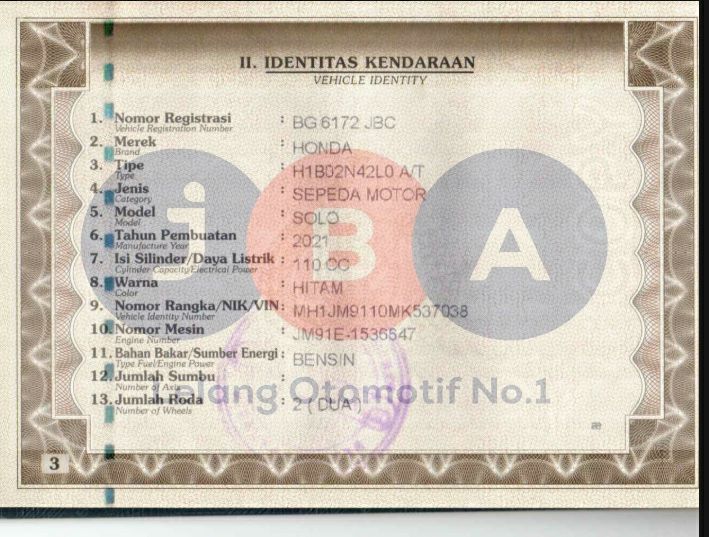 II. IDENTITAS KENDARAAN
VEHICLE IDENTITY
1. Nomor Registrasi : BG 6172 JBC
Vehicle Registration Number
2. Merek : HONDA
Brand
3. Tipe : H1B02N42L0 A/T
Type
4. Jenis : SEPEDA MOTOR
Category
5. Model : SOLO
Model
6. Tahun Pembuatan : 2021
Manufacture Year
7. Isi Silinder/Daya Listrik : 110 CC
Cylinder Capacity/Electrical Power
8. Warna : HITAM
Color
9. Nomor Rangka/NIK/VIN : MH1JM9110MK537038
Vehicle Identity Number
10. Nomor Mesin : JM91E-1536647
Engine Number
11. Bahan Bakar/Sumber Energi : BENSIN
Type Fuel/Engine Power
12. Jumlah Sumbu :
Number of Axles
13. Jumlah Roda : 2 ( DUA )
Number of Wheels
jBA
Lelang Otomotif No.1
3